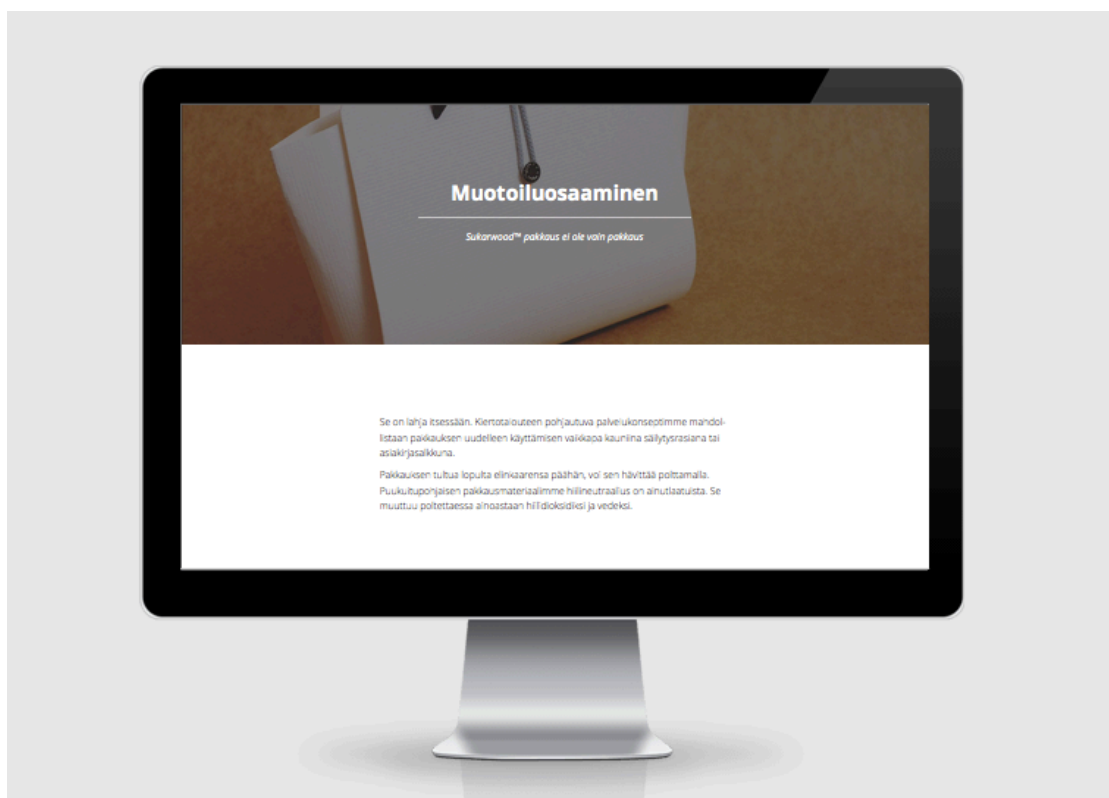 Muotoiluosaaminen
Sukarwood™ pakkaus ei ole vain pakkaus
Se on lahja itsessään. Kiertotalouteen pohjautuva palvelukonseptimme mahdol-
listaan pakkauksen uudelleen käyttämisen vaikkapa kauniina säilytysrasiana tai
asiakirjasalkkuna.
Pakkauksen tultua lopulta elinkaarensa päähän, voi sen hävittää polttamalla.
Puukuitupohjaisen pakkausmateriaalimme hiilineutraalius on ainutlaatuista. Se
muuttuu poltettaessa ainoastaan hiilidioksidiksi ja vedeksi.